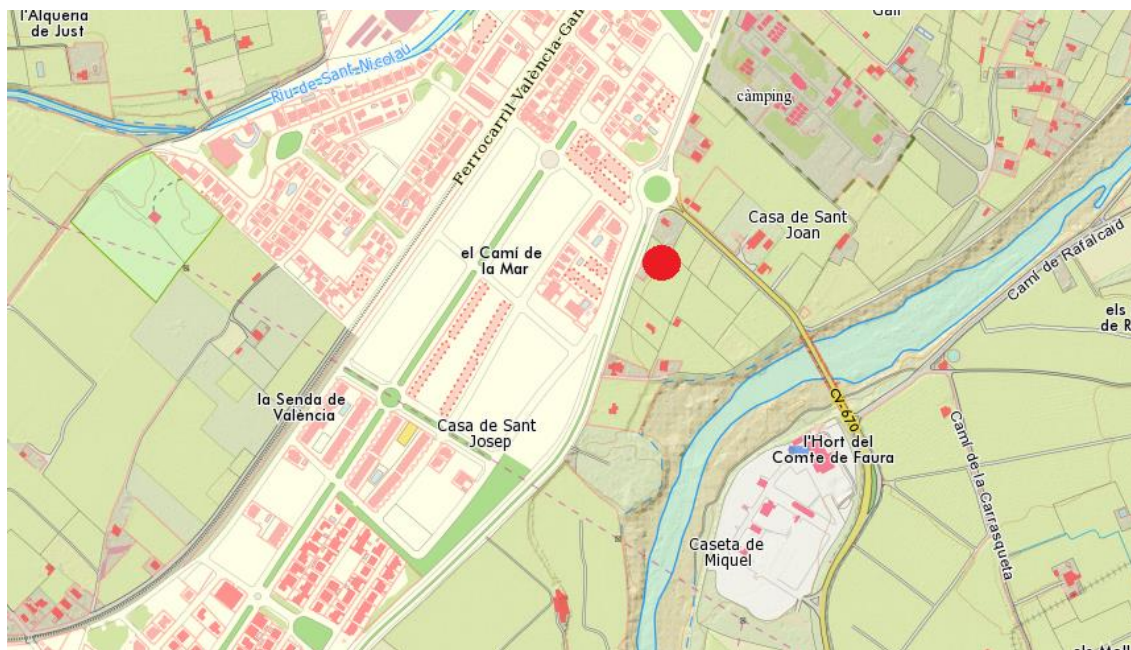 l'Alqueria
de Just
Riu-de-Sant-Nicolau
Ferrocarril-València-Gan
càmping
Casa de Sant
Joan
el Camí de
la Mar
Camí de Rafalcaid
els
de R
la Senda de
València
Casa de Sant
Josep
CV-670
l'Hort del
Comte de Faura
Camí de la Carrasqueta
Caseta de
Miquel